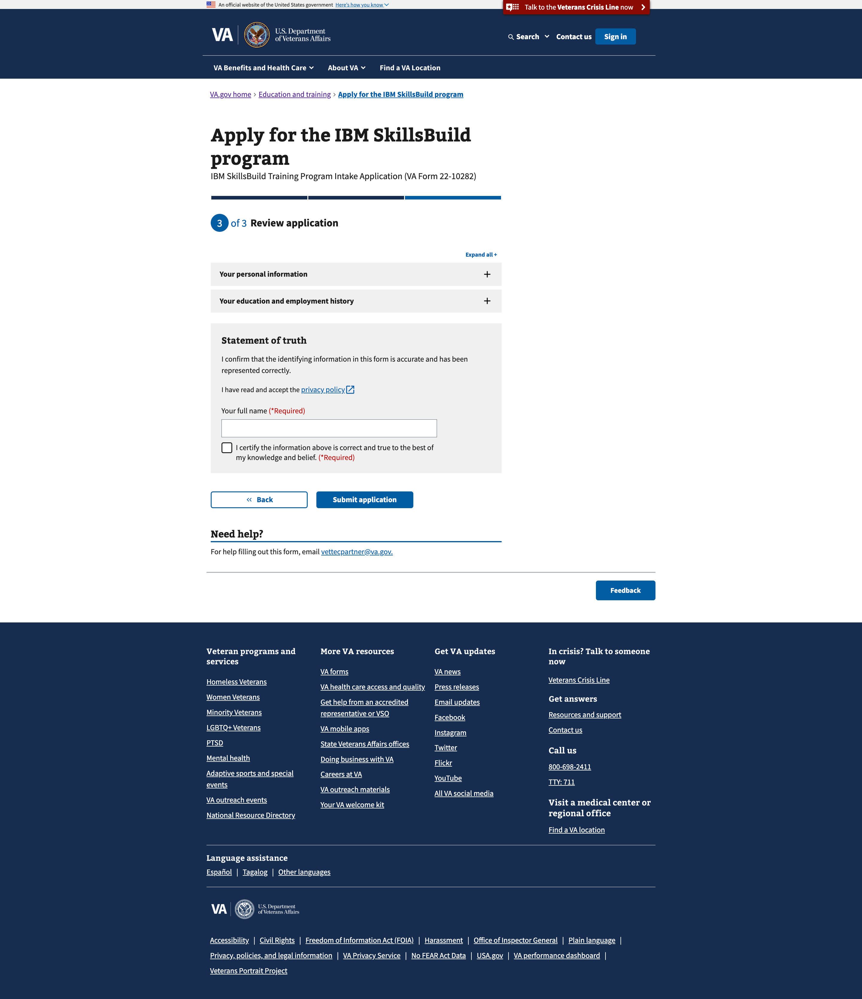 An official website of the United States government Here's how you know
Talk to the Veterans Crisis Line now
VA
U.S. Department
of Veterans Affairs
Search
Contact us
Sign in
VA Benefits and Health Care
About VA
Find a VA Location
VA.gov home › Education and training › Apply for the IBM SkillsBuild program
Apply for the IBM SkillsBuild
program
IBM SkillsBuild Training Program Intake Application (VA Form 22-10282)
3 of 3 Review application
Expand all +
Your personal information
Your education and employment history
Statement of truth
I confirm that the identifying information in this form is accurate and has been
represented correctly.
I have read and accept the privacy policy
Your full name (*Required)
I certify the information above is correct and true to the best of
my knowledge and belief. (*Required)
« Back
Submit application
Need help?
For help filling out this form, email vettecpartner@va.gov.
Feedback
Veteran programs and
services
Homeless Veterans
Women Veterans
Minority Veterans
LGBTQ+ Veterans
PTSD
Mental health
Adaptive sports and special
events
VA outreach events
National Resource Directory
More VA resources
VA forms
VA health care access and quality
Get help from an accredited
representative or VSO
VA mobile apps
State Veterans Affairs offices
Doing business with VA
Careers at VA
VA outreach materials
Your VA welcome kit
Get VA updates
VA news
Press releases
Email updates
Facebook
Instagram
Twitter
Flickr
YouTube
All VA social media
In crisis? Talk to someone
now
Veterans Crisis Line
Get answers
Resources and support
Contact us
Call us
800-698-2411
TTY: 711
Visit a medical center or
regional office
Find a VA location
Language assistance
Español | Tagalog | Other languages
VA
U.S. Department
of Veterans Affairs
Accessibility | Civil Rights | Freedom of Information Act (FOIA) | Harassment | Office of Inspector General | Plain language |
Privacy, policies, and legal information | VA Privacy Service | No FEAR Act Data | USA.gov | VA performance dashboard |
Veterans Portrait Project